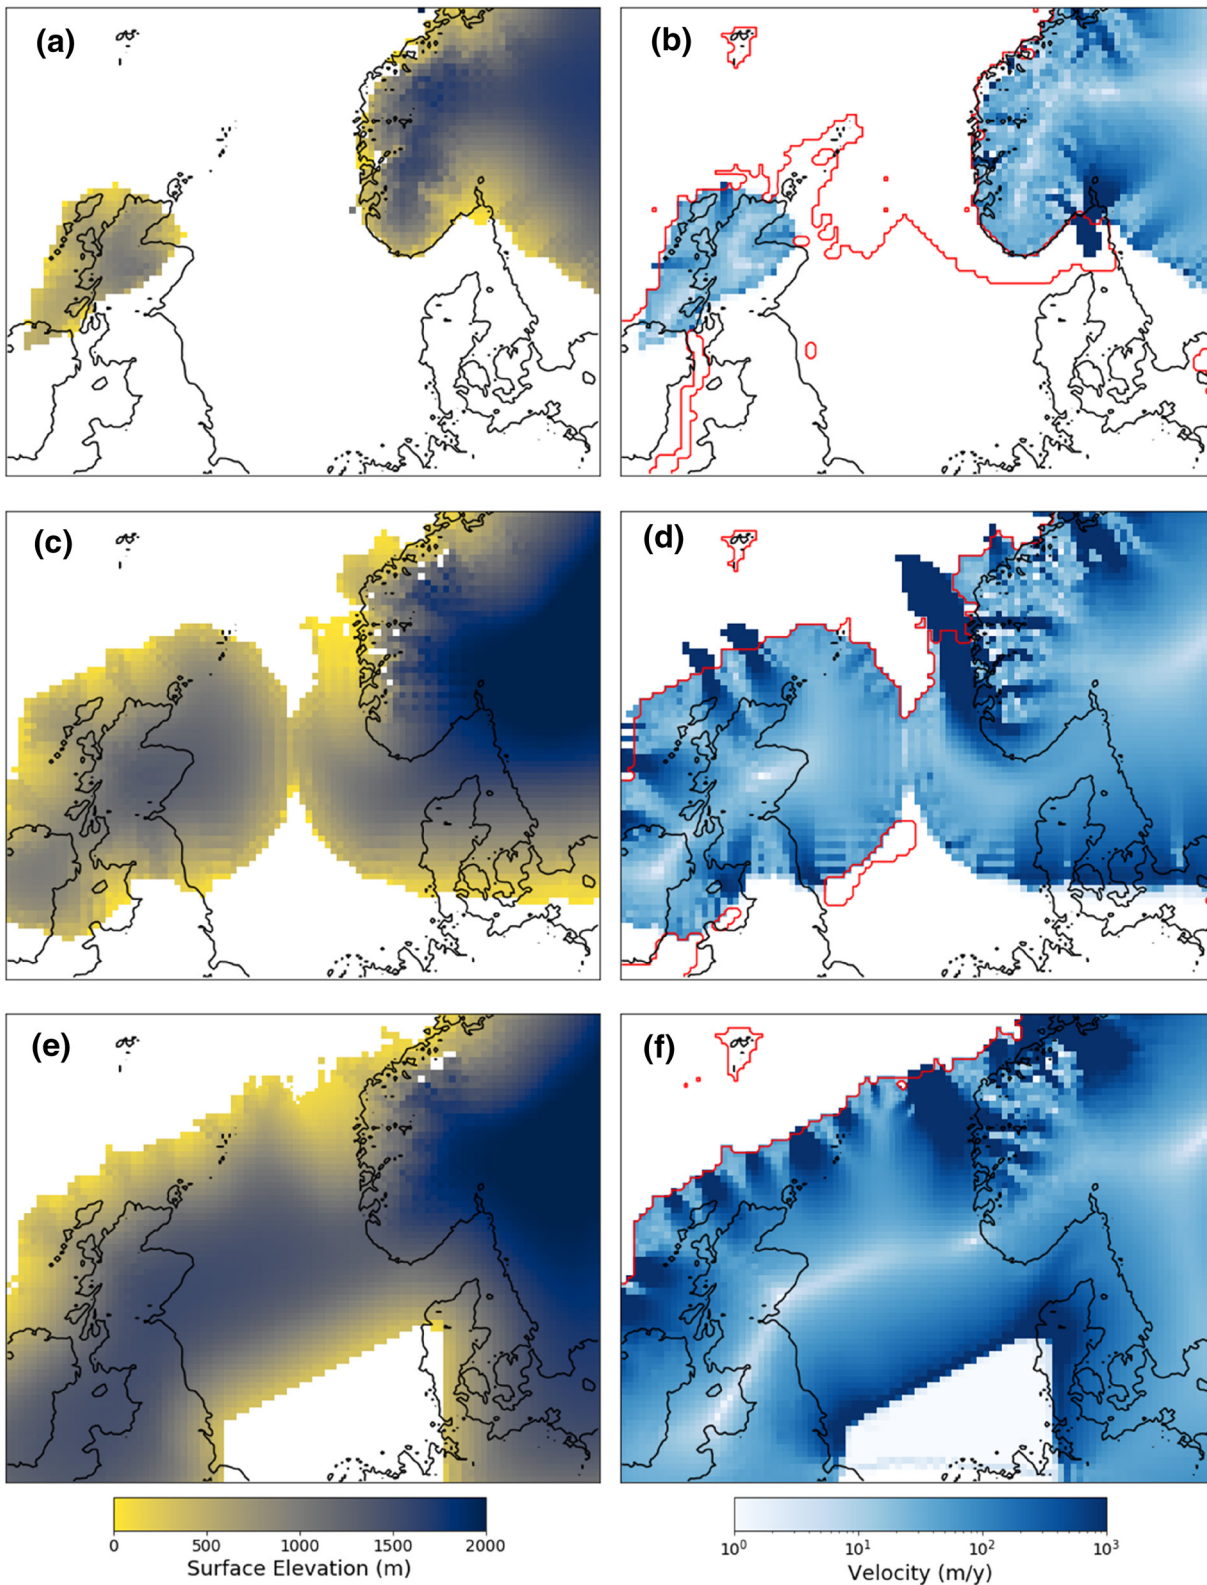 (a)
(b)
(c)
(d)
(e)
(f)
0 500 1000 1500 2000
Surface Elevation (m)
10⁰ 10¹ 10² 10³
Velocity (m/y)